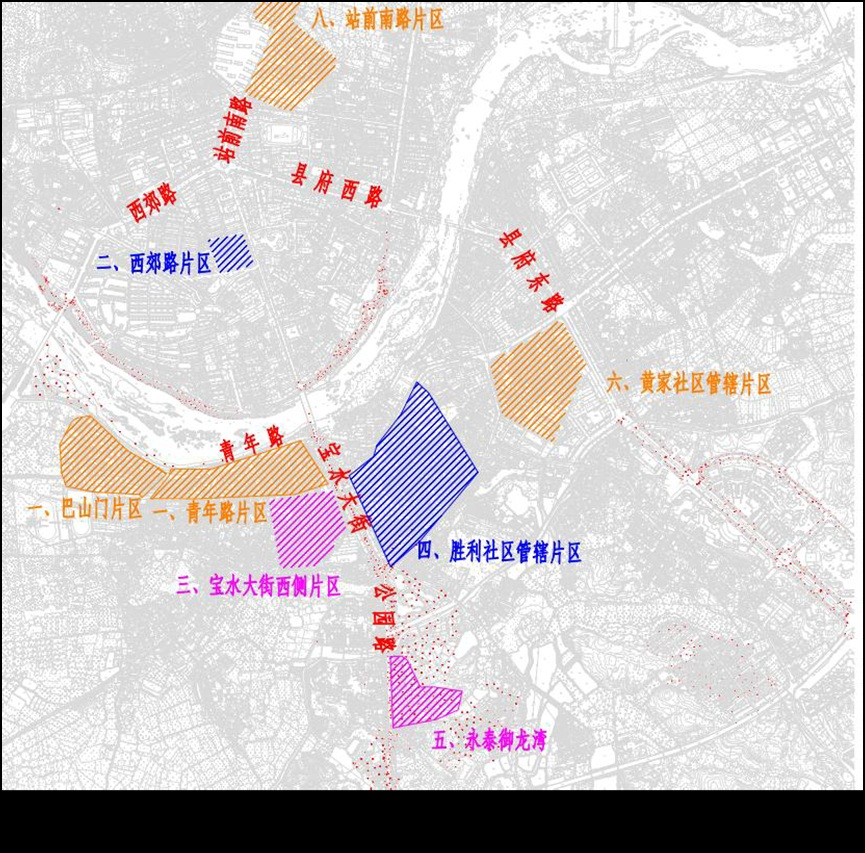 八、站前南路片区
站前南路
县府西路
西郊路
县府东路
二、西郊路片区
六、黄家社区管辖片区
青年路
宝水大街
一、巴山门片区
一、青年路片区
四、胜利社区管辖片区
三、宝水大街西侧片区
公园路
五、永泰御龙湾